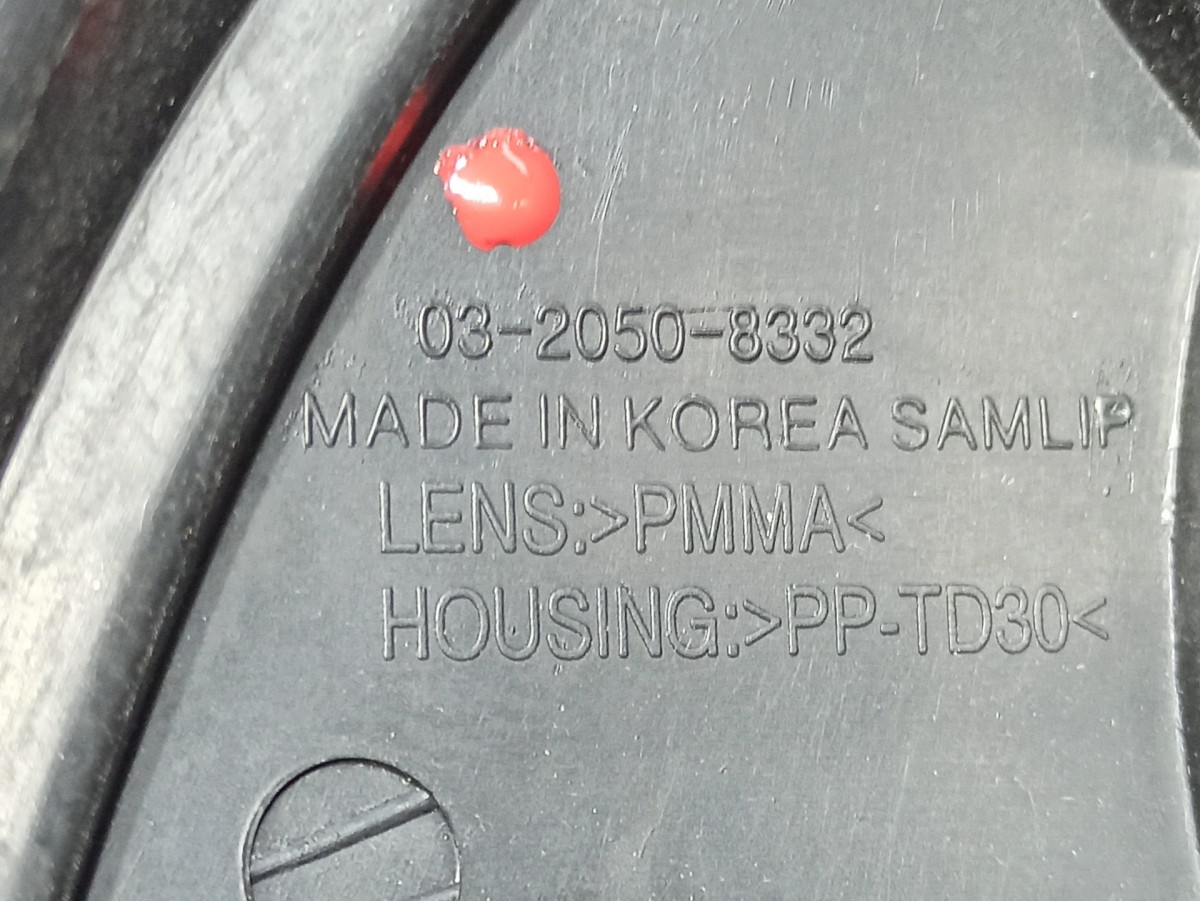 03-2050-8332
MADE IN KOREA SAMLIP
LENS:>PMMA<
HOUSING:>PP-TD30<